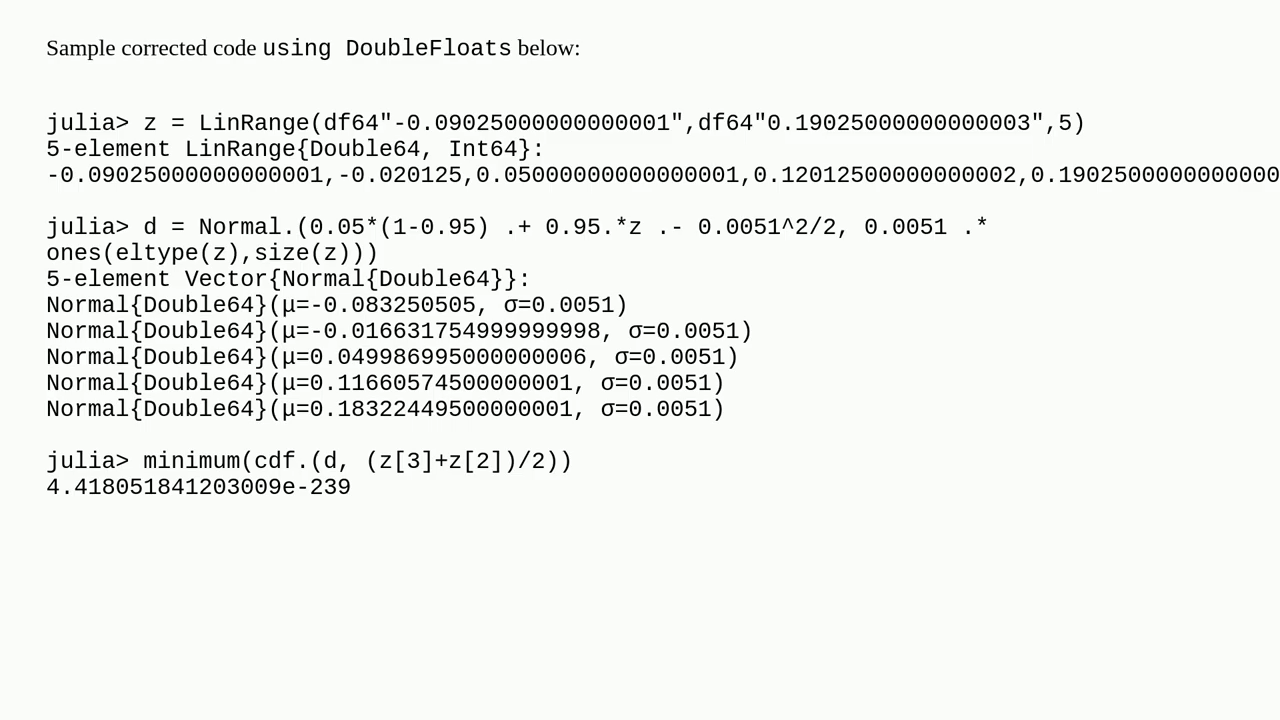 Sample corrected code using DoubleFloats below:
julia> z = LinRange(df64"-0.09025000000000001",df64"0.19025000000000003",5)
5-element LinRange{Double64, Int64}:
-0.09025000000000001,-0.020125,0.05000000000000001,0.12012500000000002,0.1902500000000000
julia> d = Normal.(0.05*(1-0.95) .+ 0.95.*z .- 0.0051^2/2, 0.0051 .*
ones(eltype(z),size(z)))
5-element Vector{Normal{Double64}}:
Normal{Double64}(μ=-0.083250505, σ=0.0051)
Normal{Double64}(μ=-0.016631754999999998, σ=0.0051)
Normal{Double64}(μ=0.049986995000000006, σ=0.0051)
Normal{Double64}(μ=0.11660574500000001, σ=0.0051)
Normal{Double64}(μ=0.18322449500000001, σ=0.0051)
julia> minimum(cdf.(d, (z[3]+z[2])/2))
4.418051841203009e-239